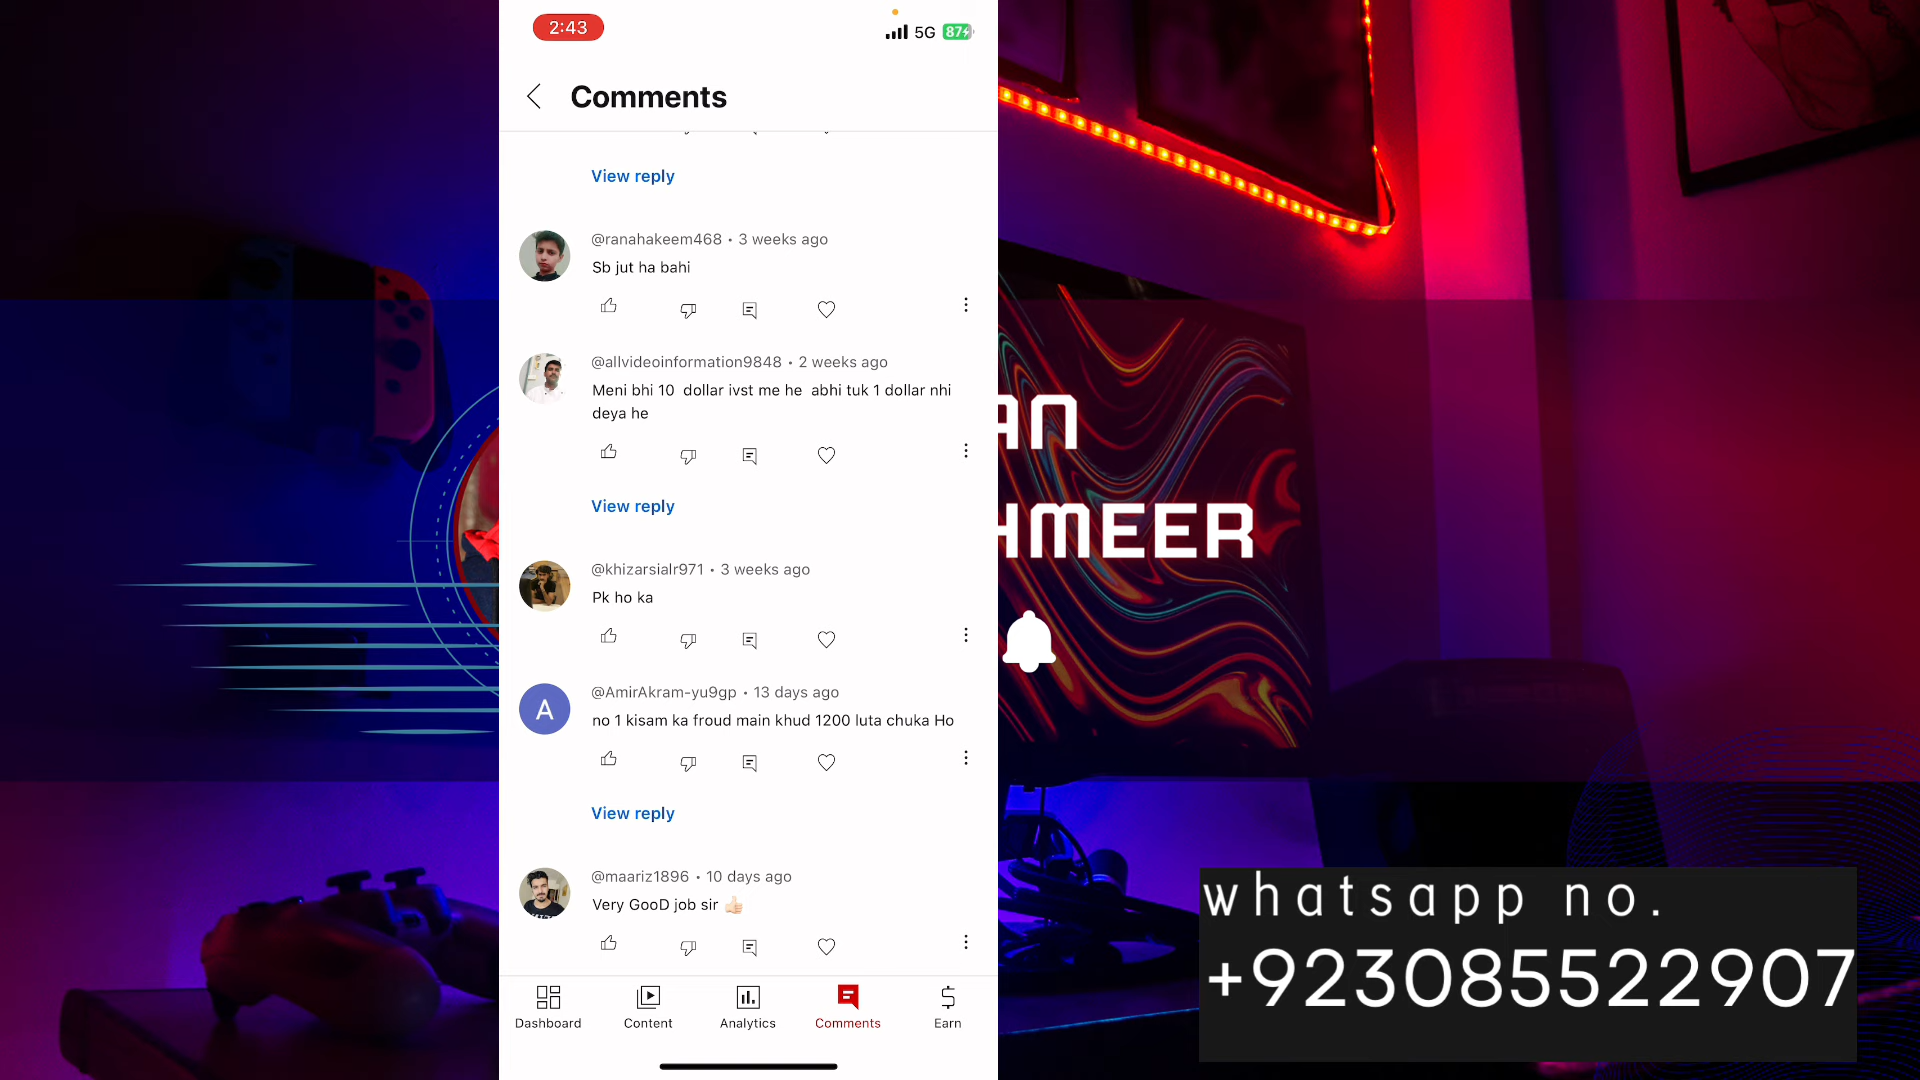 2:43
5G
87
Comments
View reply
@ranahakeem468 • 3 weeks ago
Sb jut ha bahi
@allvideoinformation9848 • 2 weeks ago
Meni bhi 10 dollar ivst me he abhi tuk 1 dollar nhi
deya he
View reply
@khizarsialr971 • 3 weeks ago
Pk ho ka
A
@AmirAkram-yu9gp • 13 days ago
no 1 kisam ka froud main khud 1200 luta chuka Ho
View reply
@maariz1896 • 10 days ago
Very GooD job sir 👍🏻
Dashboard
Content
Analytics
Comments
Earn
AN
HMEER
whatsapp no.
+923085522907